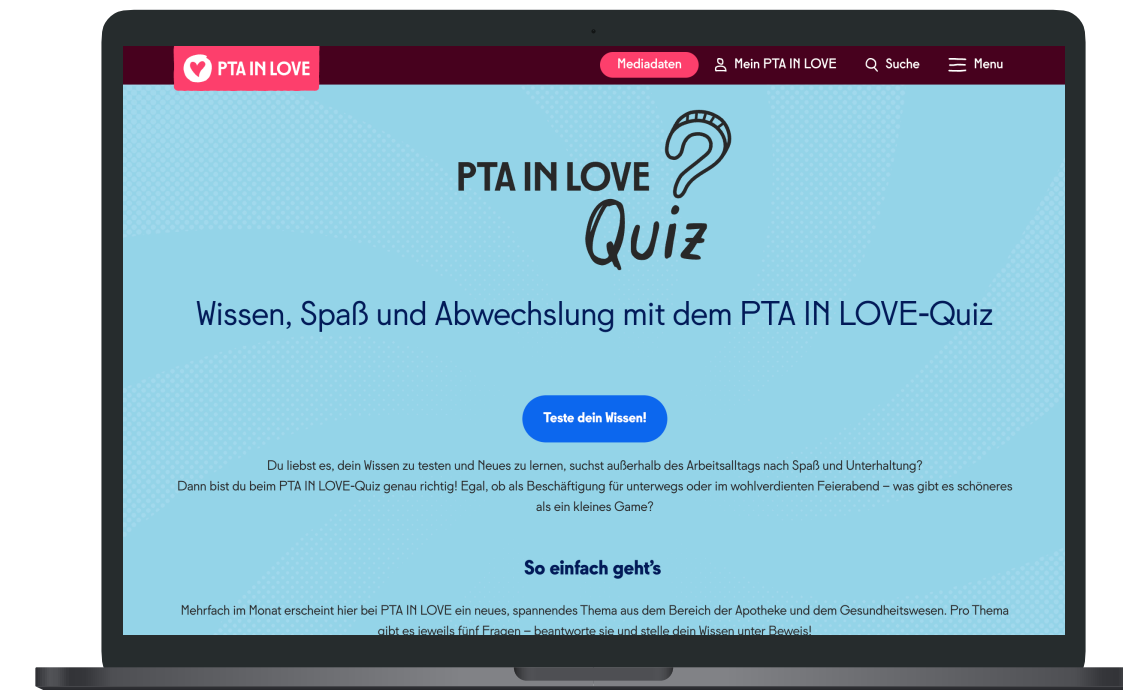 PTA IN LOVE
Mediadaten
Mein PTA IN LOVE
Suche
Menu
PTA IN LOVE ?
Quiz
Wissen, Spaß und Abwechslung mit dem PTA IN LOVE-Quiz
Teste dein Wissen!
Du liebst es, dein Wissen zu testen und Neues zu lernen, suchst außerhalb des Arbeitsalltags nach Spaß und Unterhaltung?
Dann bist du beim PTA IN LOVE-Quiz genau richtig! Egal, ob als Beschäftigung für unterwegs oder im wohlverdienten Feierabend – was gibt es schöneres
als ein kleines Game?
So einfach geht's
Mehrfach im Monat erscheint hier bei PTA IN LOVE ein neues, spannendes Thema aus dem Bereich der Apotheke und dem Gesundheitswesen. Pro Thema
gibt es jeweils fünf Fragen – beantworte sie und stelle dein Wissen unter Beweis!